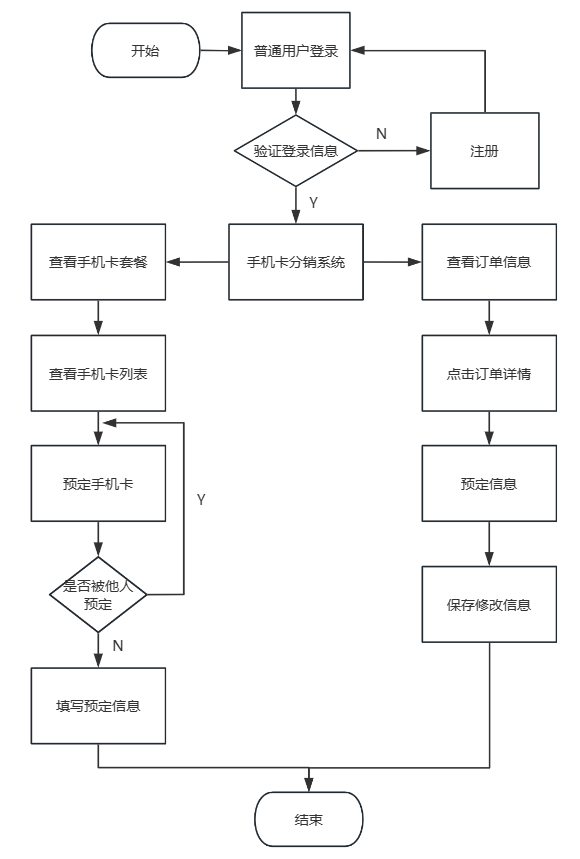 开始
普通用户登录
验证登录信息
N
注册
Y
查看手机卡套餐
手机卡分销系统
查看订单信息
查看手机卡列表
点击订单详情
预定手机卡
Y
预定信息
是否被他人
预定
保存修改信息
N
填写预定信息
结束